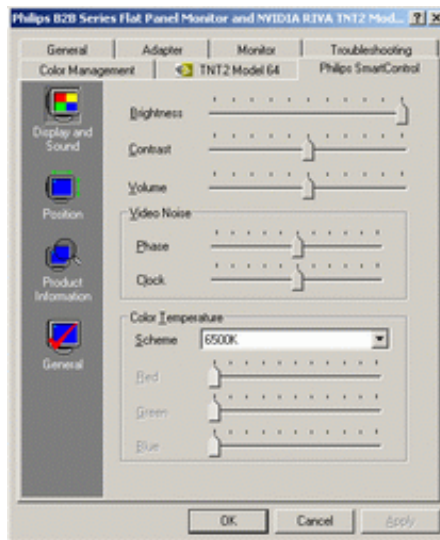 Philips B2B Series Flat Panel Monitor and NVIDIA RIVA TNT2 Mod... ? X
General Adapter Monitor Troubleshooting
Color Management TNT2 Model 64 Philips SmartControl
Display and
Sound
Position
Product
Information
General
Brightness
Contrast
Volume
Video Noise
Phase
Clock
Color Temperature
Scheme 6500K
Red
Green
Blue
OK Cancel Apply